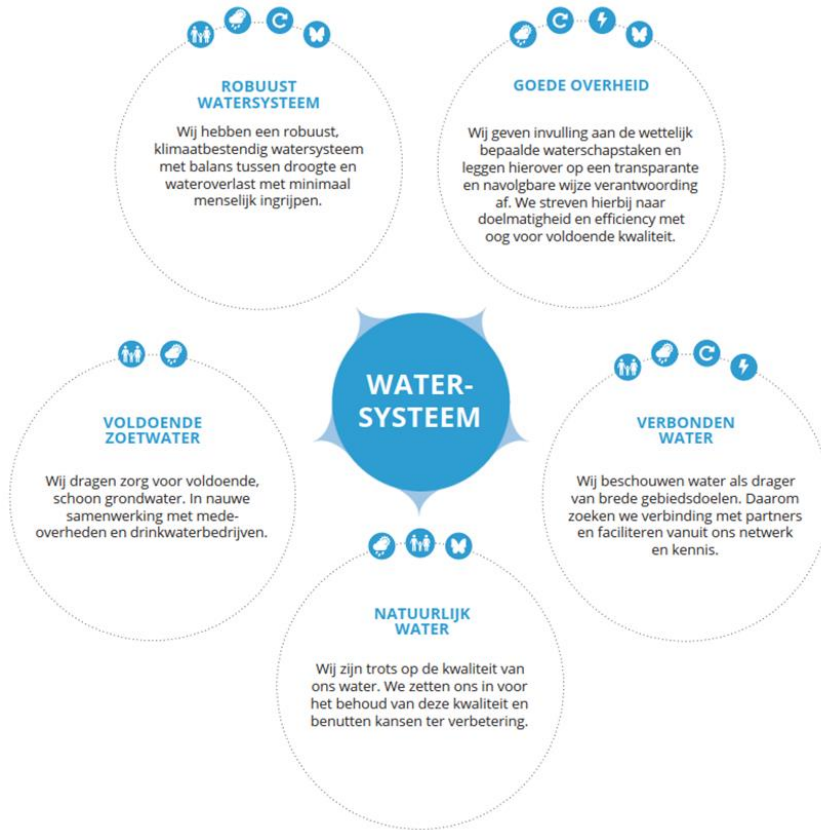 ROBUUST
WATERSYSTEEM
Wij hebben een robuust,
klimaatbestendig watersysteem
met balans tussen droogte en
wateroverlast met minimaal
menselijk ingrijpen.
GOEDE OVERHEID
Wij geven invulling aan de wettelijk
bepaalde waterschapstaken en
leggen hierover op een transparante
en navolgbare wijze verantwoording
af. We streven hierbij naar
doelmatigheid en efficiency met
oog voor voldoende kwaliteit.
WATER-
SYSTEEM
VOLDOENDE
ZOETWATER
Wij dragen zorg voor voldoende,
schoon grondwater. In nauwe
samenwerking met mede-
overheden en drinkwaterbedrijven.
VERBONDEN
WATER
Wij beschouwen water als drager
van brede gebiedsdoelen. Daarom
zoeken we verbinding met partners
en faciliteren vanuit ons netwerk
en kennis.
NATUURLIJK
WATER
Wij zijn trots op de kwaliteit van
ons water. We zetten ons in voor
het behoud van deze kwaliteit en
benutten kansen ter verbetering.